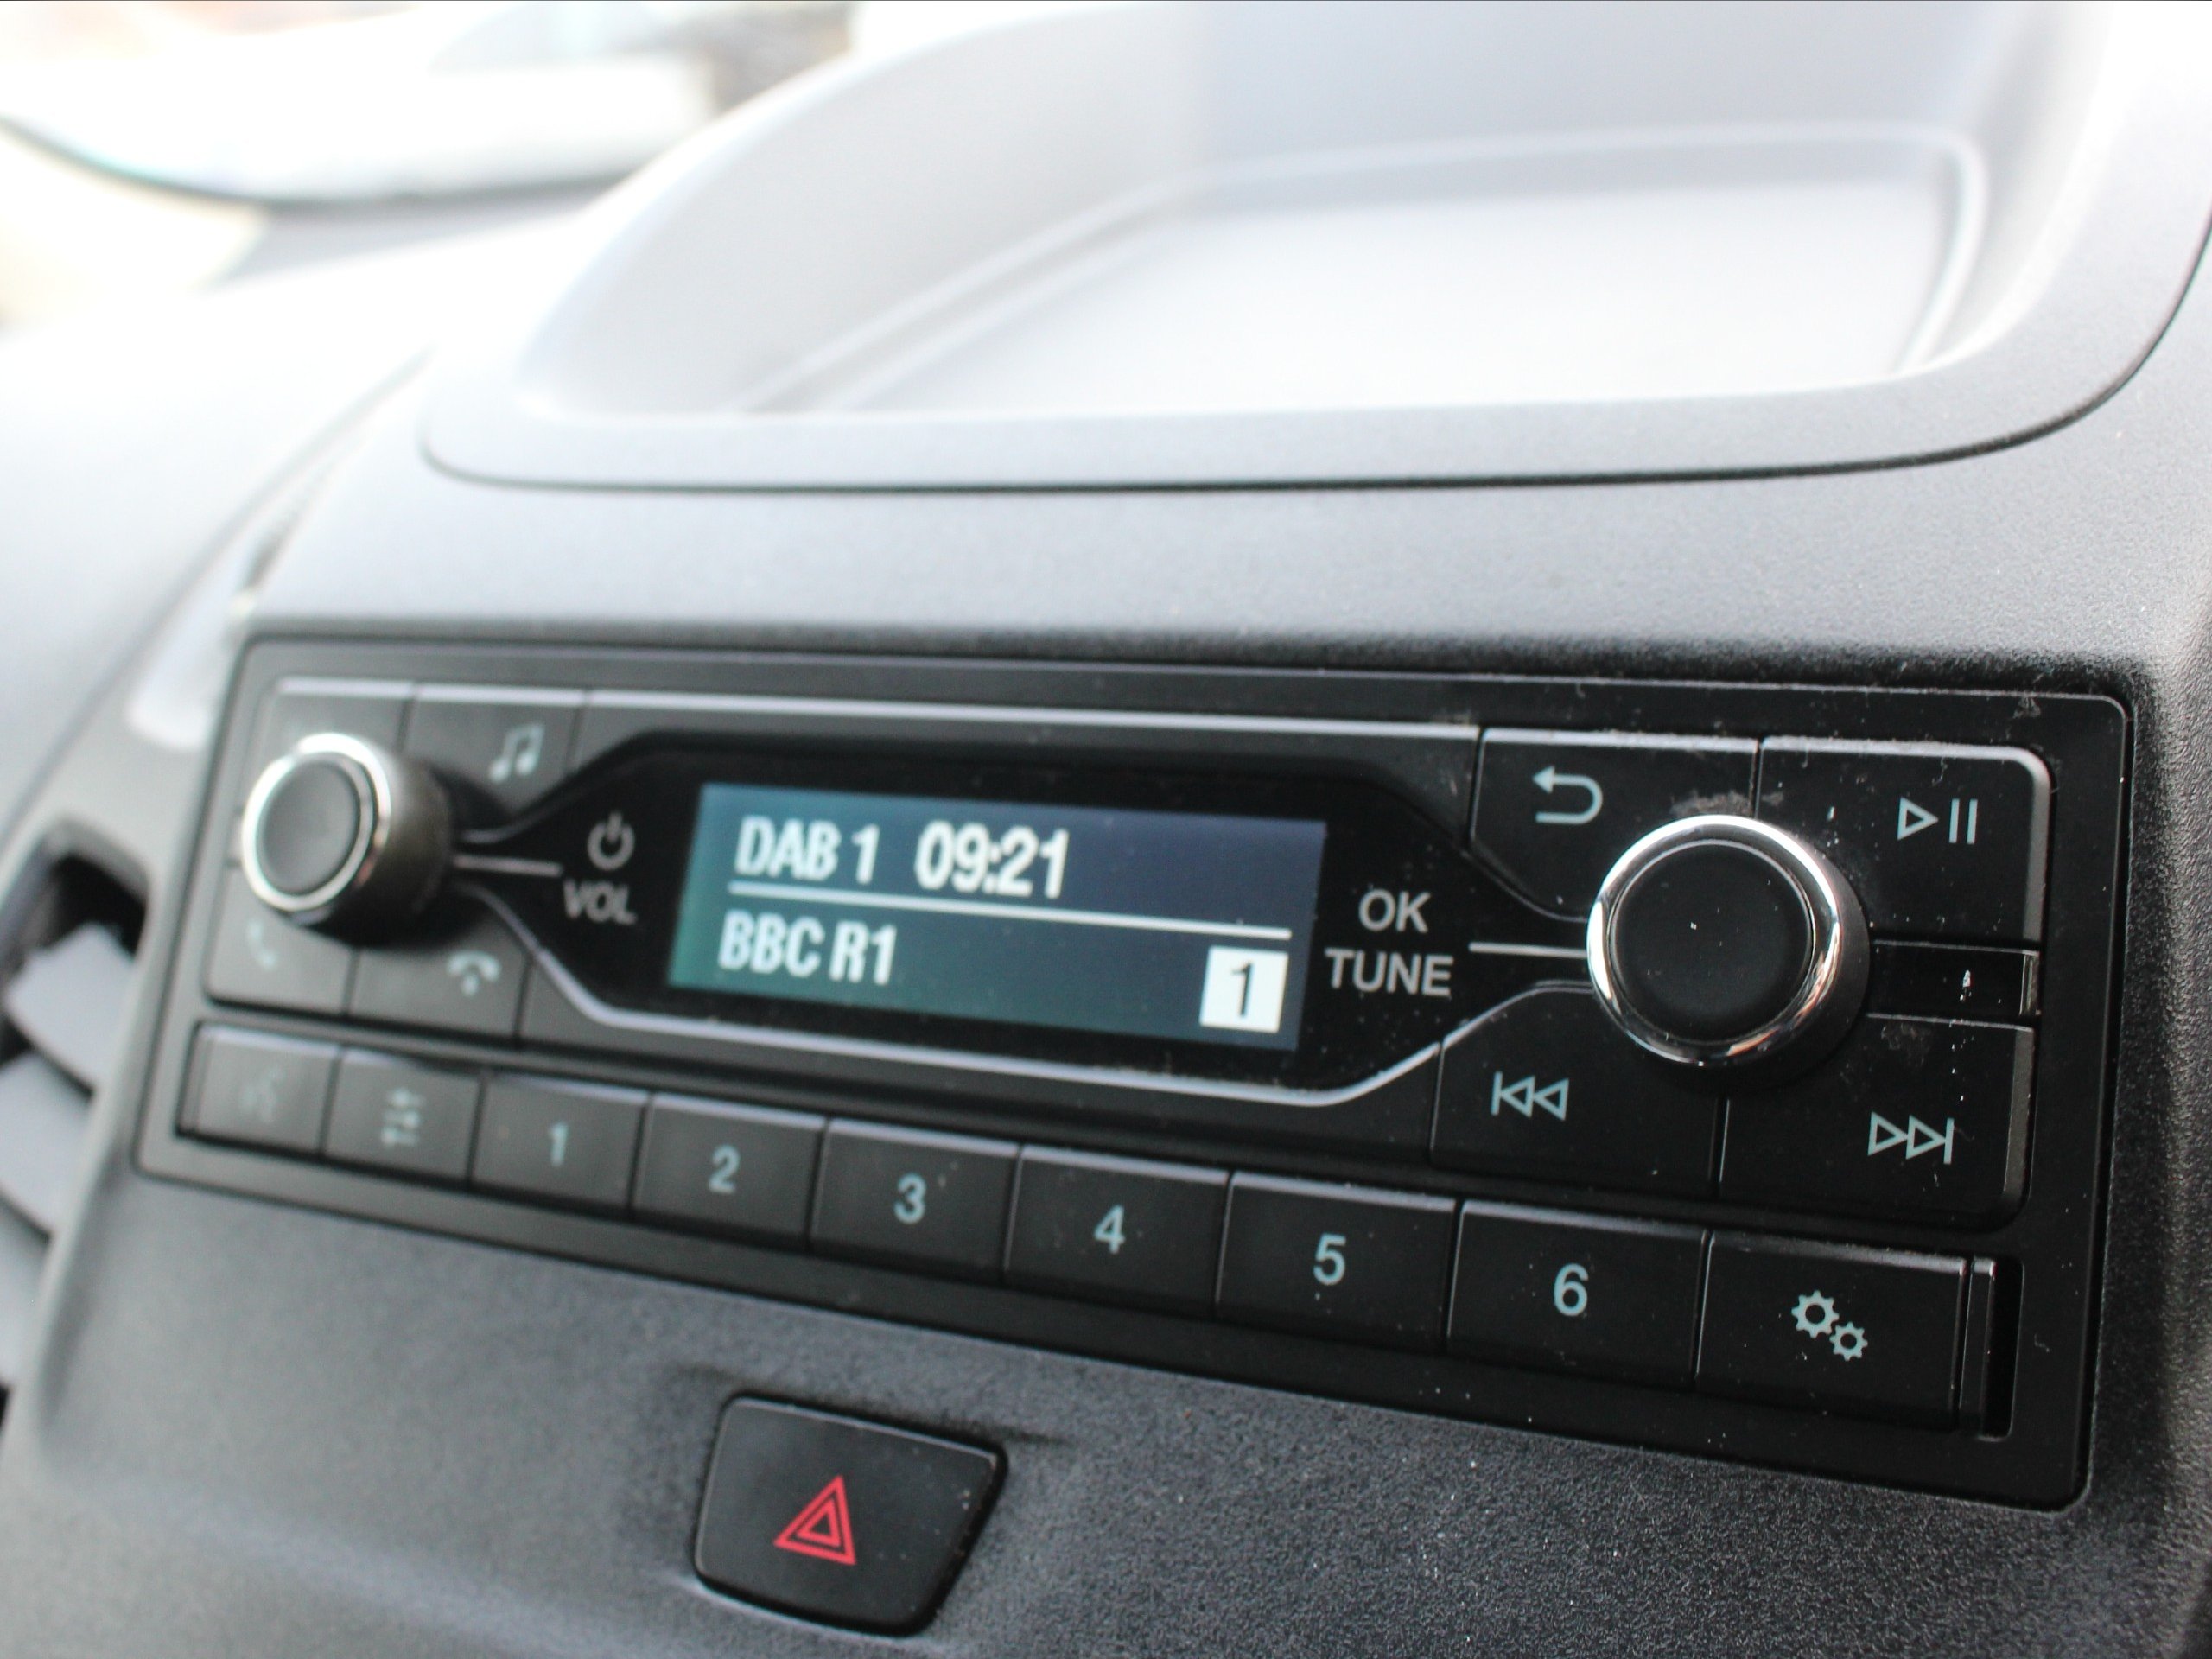 DAB 1 09:21
BBC R1
1
VOL
OK
TUNE
1 2 3 4 5 6